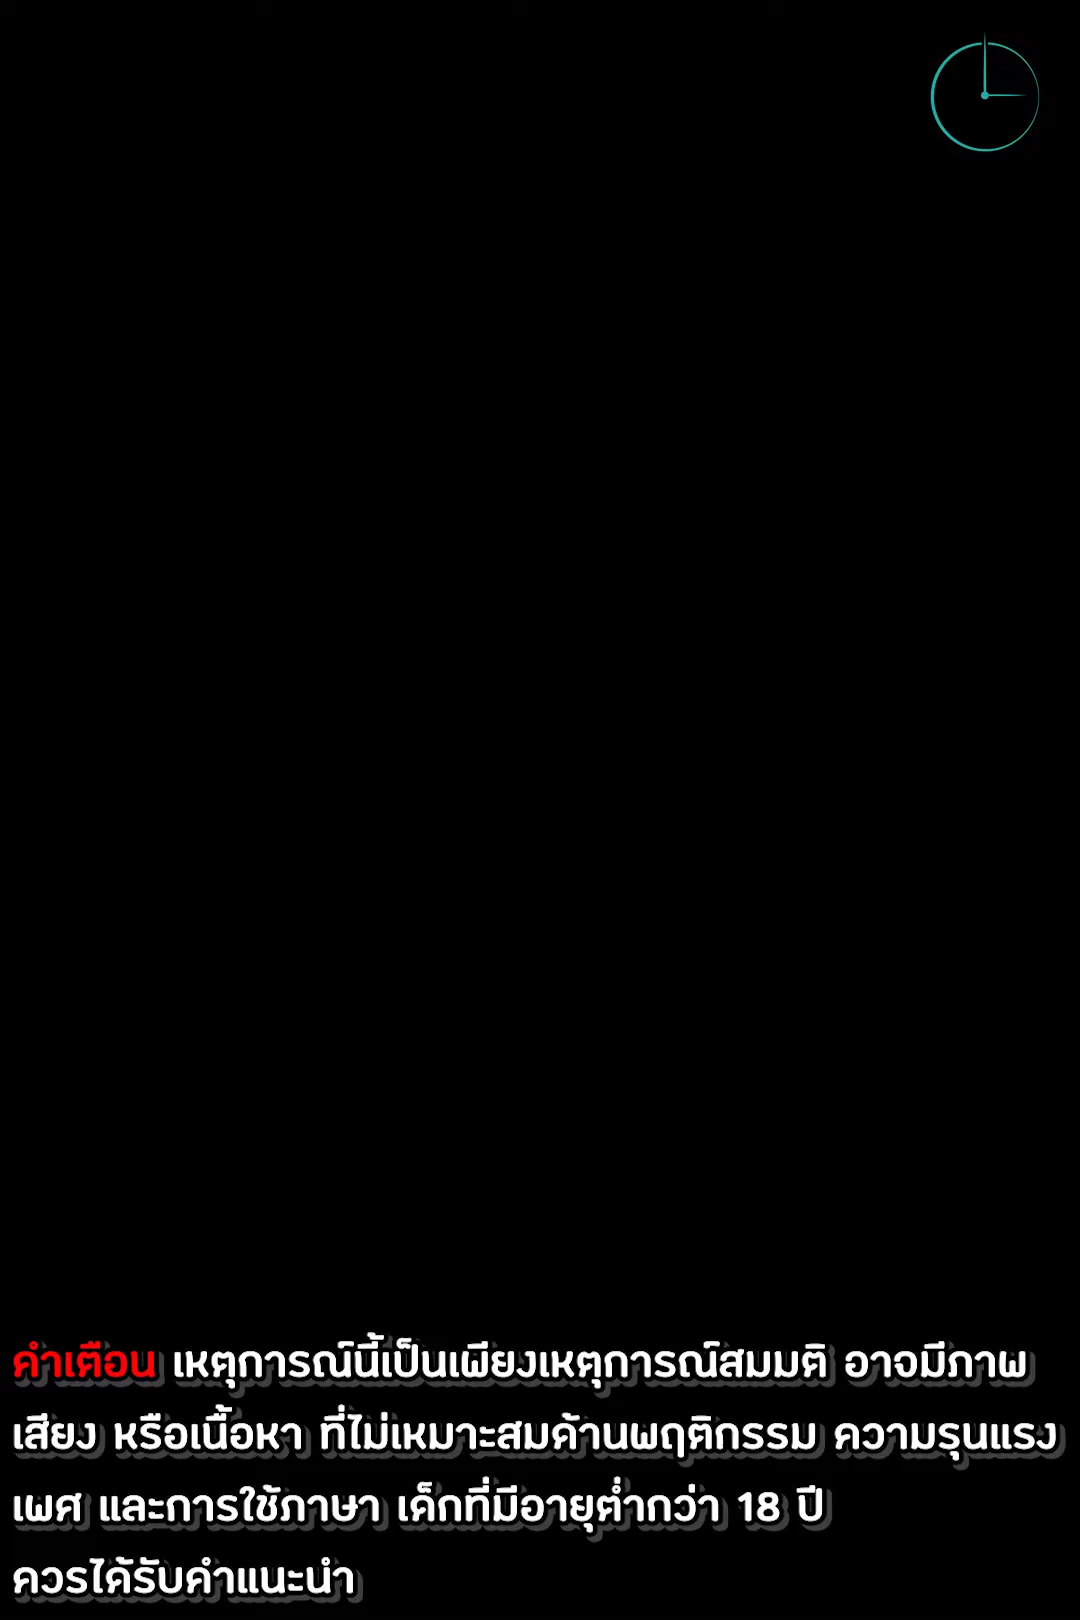 คำเตือน เหตุการณ์นี้เป็นเพียงเหตุการณ์สมมติ อาจมีภาพ
เสียง หรือเนื้อหา ที่ไม่เหมาะสมด้านพฤติกรรม ความรุนแรง
เพศ และการใช้ภาษา เด็กที่มีอายุต่ำกว่า 18 ปี
ควรได้รับคำแนะนำ